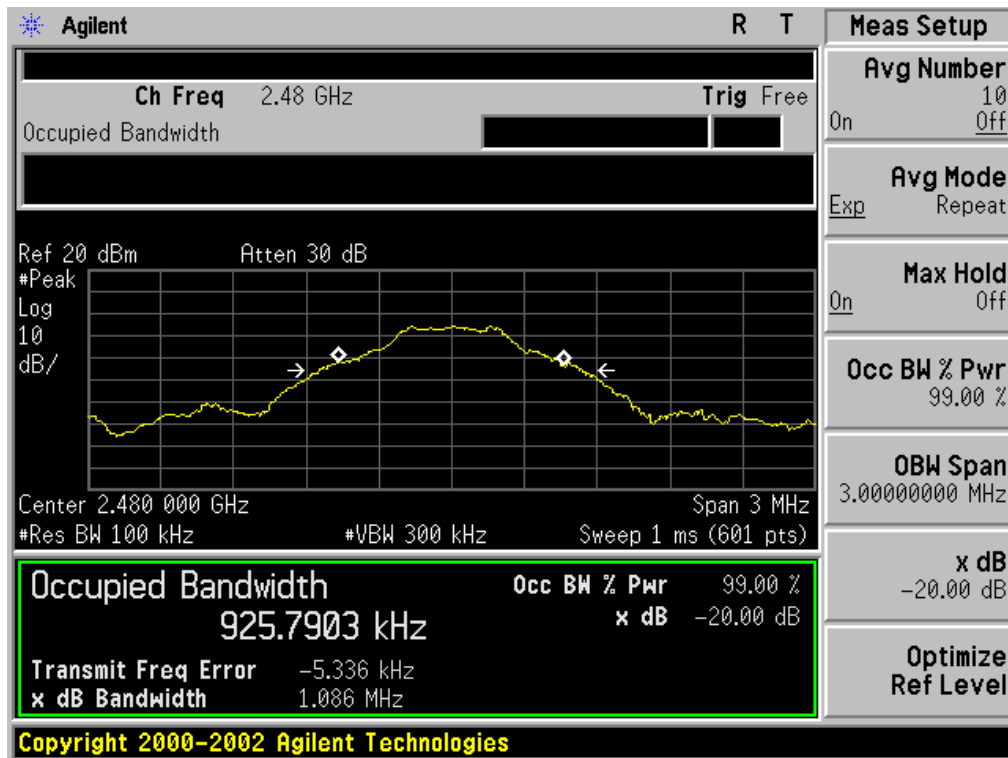 Agilent R T Meas Setup
Ch Freq 2.48 GHz Trig Free
Occupied Bandwidth
Avg Number
10
On Off
Avg Mode
Exp Repeat
Max Hold
On Off
Occ BW % Pwr
99.00 %
OBW Span
3.00000000 MHz
x dB
-20.00 dB
Optimize
Ref Level
Ref 20 dBm Atten 30 dB
#Peak
Log
10
dB/
Center 2.480 000 GHz Span 3 MHz
#Res BW 100 kHz #VBW 300 kHz Sweep 1 ms (601 pts)
Occupied Bandwidth Occ BW % Pwr 99.00 %
925.7903 kHz x dB -20.00 dB
Transmit Freq Error -5.336 kHz
x dB Bandwidth 1.086 MHz
Copyright 2000-2002 Agilent Technologies